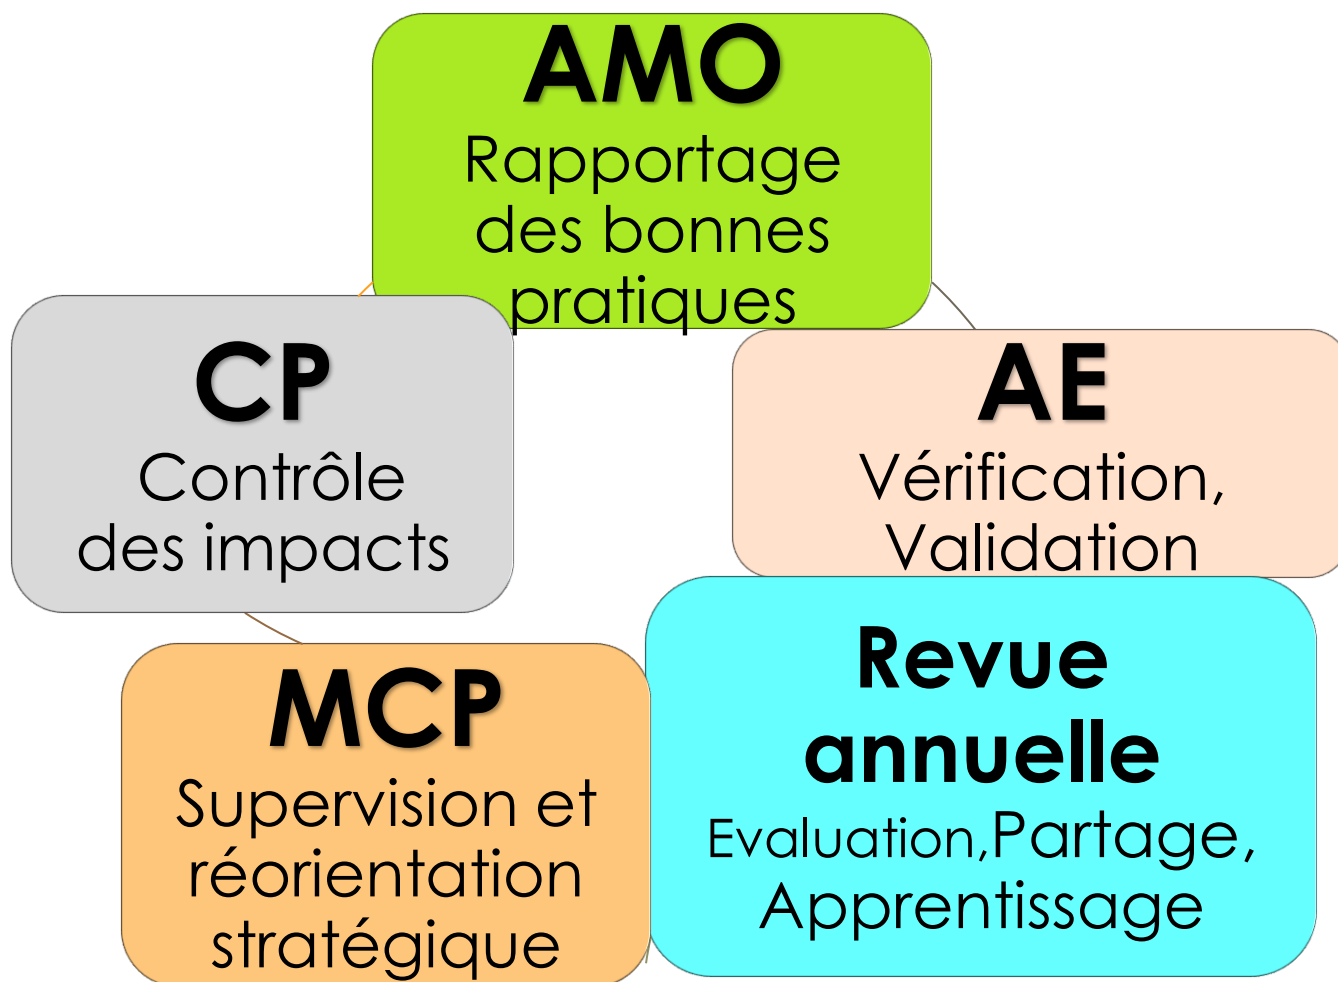 AMO
Rapportage
des bonnes
pratiques
CP
Contrôle
des impacts
AE
Vérification,
Validation
MCP
Supervision et
réorientation
stratégique
Revue
annuelle
Evaluation,Partage,
Apprentissage